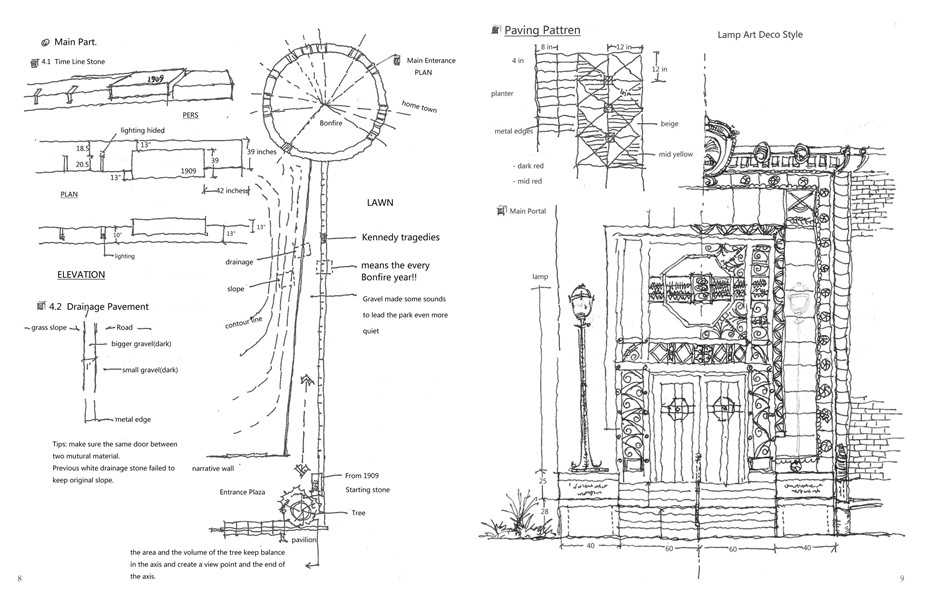 Main Part.
4.1 Time Line Stone
1909
PERS
lighting hided
13"
18.5
20.5
39
39 inches
13"
1909
42 inches
PLAN
10"
13"
13"
lighting
ELEVATION
4.2 Drainage Pavement
grass slope
Road
bigger gravel(dark)
1'
small gravel(dark)
metal edge
Tips: make sure the same door between
two mutural material.
Previous white drainage stone failed to
keep original slope.
8
Main Entarance
PLAN
home town
Bonfire
LAWN
Kennedy tragedies
drainage
means the every
Bonfire year!!
slope
Gravel made some sounds
to lead the park even more
quiet
contour line
narrative wall
From 1909
Starting stone
Entrance Plaza
Tree
pavilion
the area and the volume of the tree keep balance
in the axis and create a view point and the end of
the axis.
Paving Pattren
8 in
12 in
4 in
12 in
4in
planter
metal edges
beige
mid yellow
- dark red
- mid red
Lamp Art Deco Style
Main Portal
lamp
25
28
40
60
60
40
9